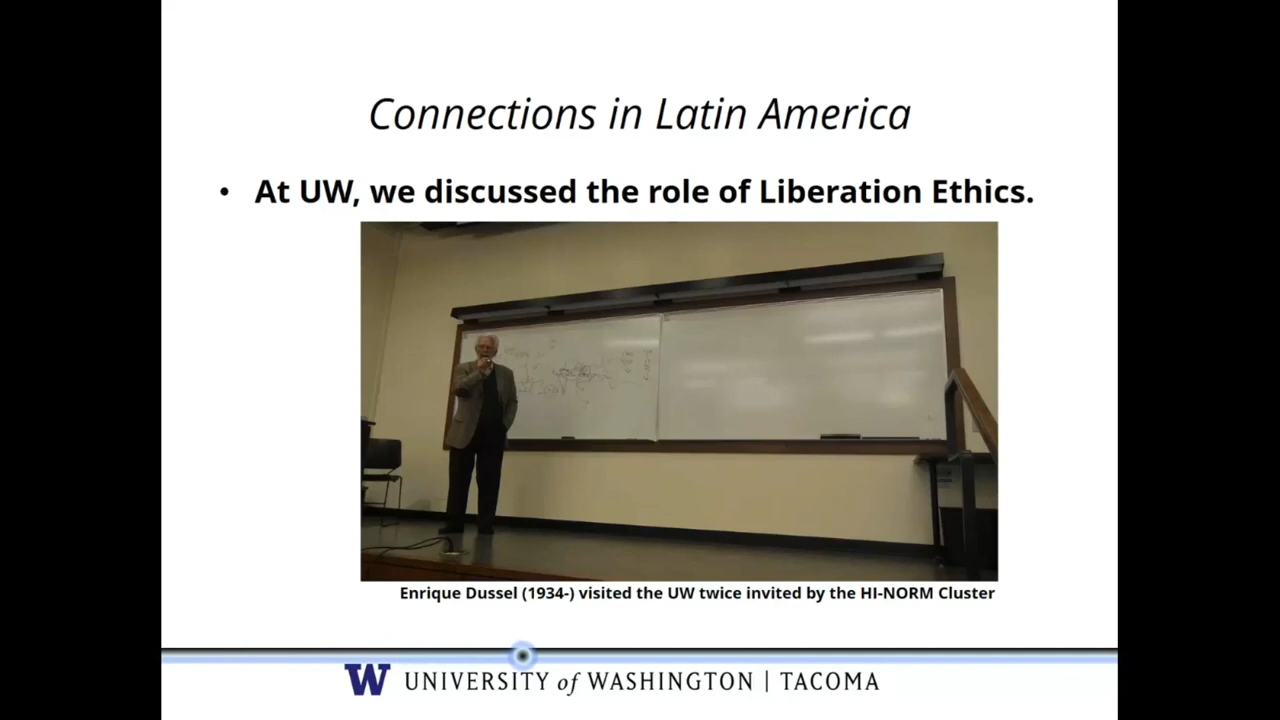 Connections in Latin America
• At UW, we discussed the role of Liberation Ethics.
Enrique Dussel (1934-) visited the UW twice invited by the HI-NORM Cluster
W UNIVERSITY of WASHINGTON | TACOMA